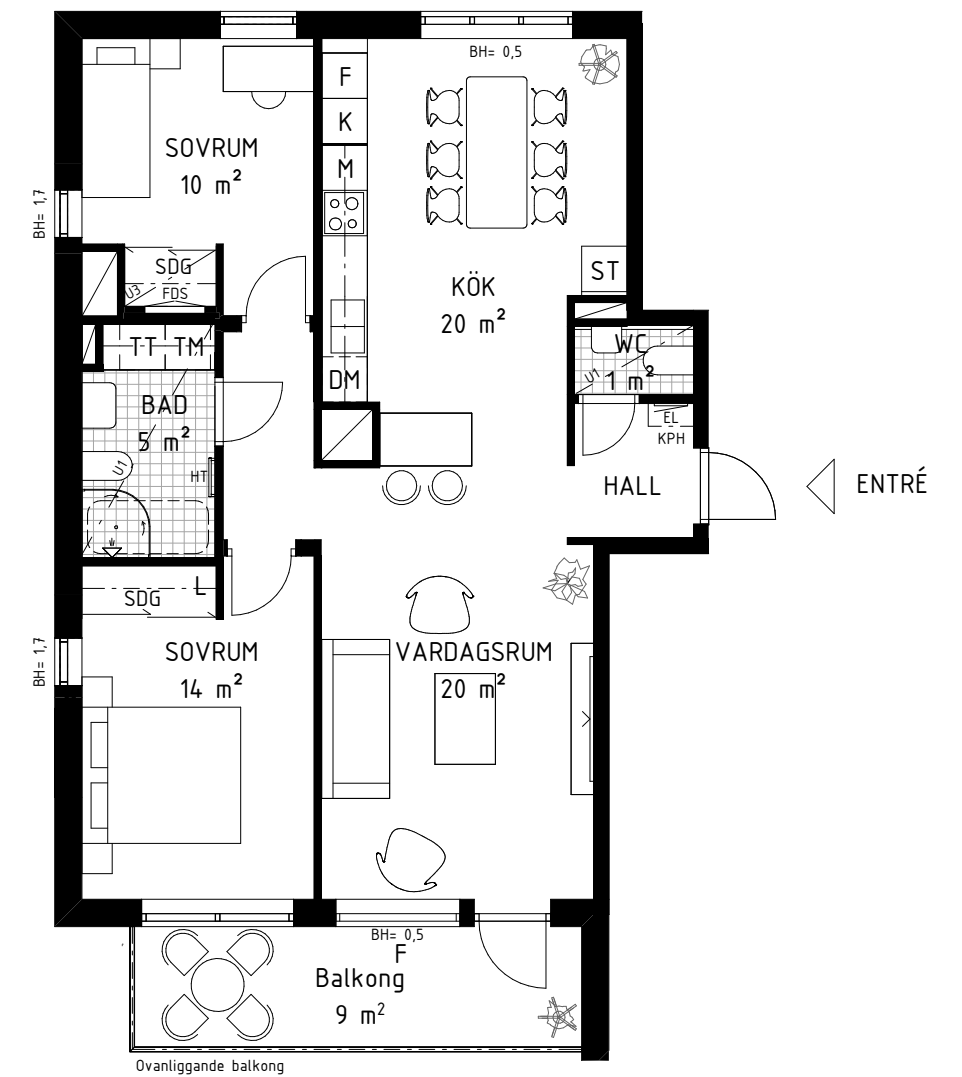 BH= 0,5
F
K
M
SOVRUM
10 m²
BH= 1,7
SDG
U3
FDS
ST
KÖK
20 m²
TT TM
WC
U1
1 m²
DM
BAD
5 m²
EL
KPH
U1
HT
HALL
ENTRÉ
L
SDG
BH= 1,7
SOVRUM
14 m²
VARDAGSRUM
20 m²
BH= 0,5
F
Balkong
9 m²
Ovanliggande balkong